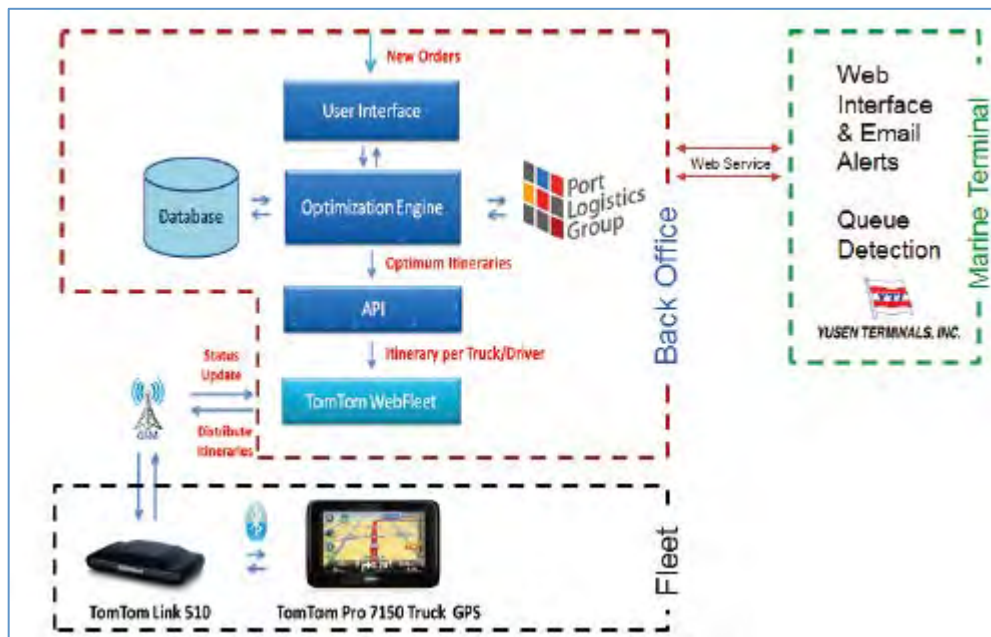 New Orders
User Interface
Database
Optimization Engine
Port
Logistics
Group
Optimum Itineraries
API
Itinerary per Truck/Driver
TomTom WebFleet
Status
Update
GSM
Distribute
Itineraries
Back Office
Web Service
Web
Interface
& Email
Alerts
Queue
Detection
YTI
YUSEN TERMINALS, INC.
Marine Terminal
TomTom Link 510
TomTom Pro 7150 Truck GPS
Fleet